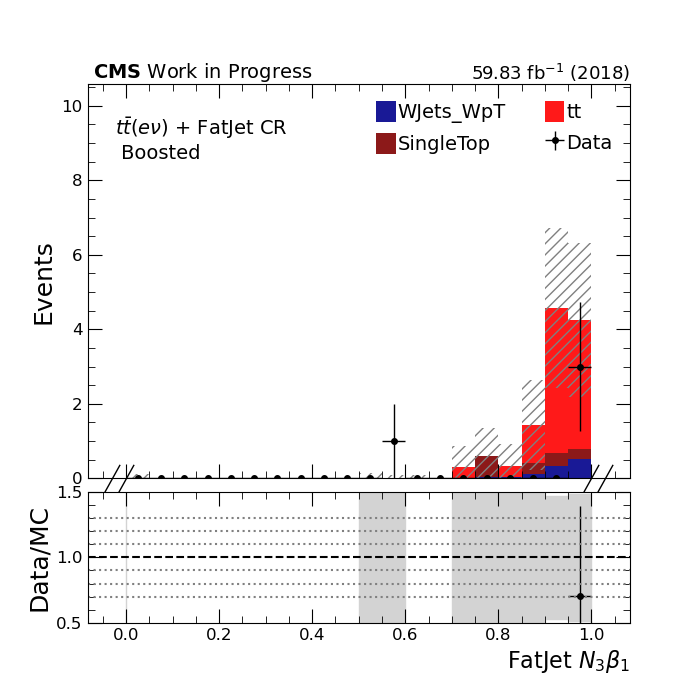 CMS Work in Progress 59.83 fb⁻¹ (2018)
tt̄(eν) + FatJet CR
Boosted
WJets_WpT
tt
SingleTop
Data
Events
10
8
6
4
2
0
Data/MC
1.5
1.0
0.5
0.0 0.2 0.4 0.6 0.8 1.0
FatJet N₃β₁